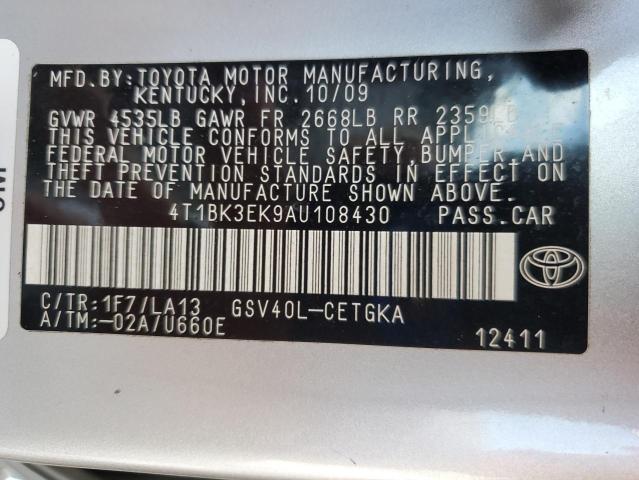 MFD.BY:TOYOTA MOTOR MANUFACTURING,
KENTUCKY, INC. 10/09
GVWR 4535LB GAWR FR 2668LB RR 2359LB
THIS VEHICLE CONFORMS TO ALL
FEDERAL MOTOR VEHICLE SAFETY, BUMPER, AND
THEFT PREVENTION STANDARDS IN EFFECT ON
THE DATE OF MANUFACTURE SHOWN ABOVE.
4T1BK3EK9AU108430 PASS.CAR
C/TR:1F7/LA13 GSV40L-CETGKA
A/TM:-02A/U660E
12411